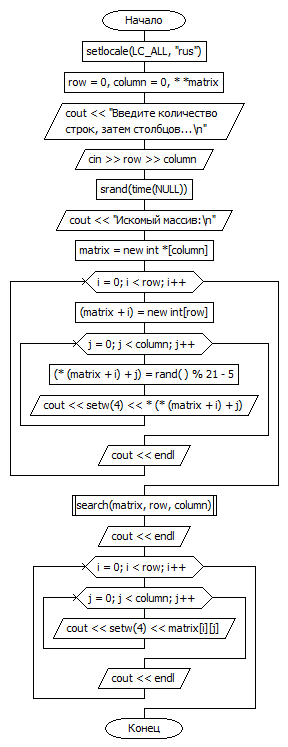 Начало
setlocale(LC_ALL, "rus")
row = 0, column = 0, * *matrix
cout << "Введите количество
строк, затем столбцов...\n"
cin >> row >> column
srand(time(NULL))
cout << "Искомый массив:\n"
matrix = new int *[column]
i = 0; i < row; i++
(matrix + i) = new int[row]
j = 0; j < column; j++
(* (matrix + i) + j) = rand( ) % 21 - 5
cout << setw(4) << * (* (matrix + i) + j)
cout << endl
search(matrix, row, column)
cout << endl
i = 0; i < row; i++
j = 0; j < column; j++
cout << setw(4) << matrix[i][j]
cout << endl
Конец